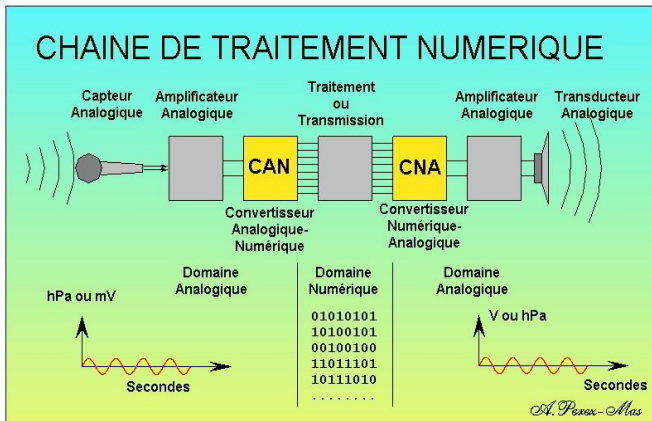 CHAINE DE TRAITEMENT NUMERIQUE
Capteur
Analogique
Amplificateur
Analogique
Traitement
ou
Transmission
Amplificateur
Analogique
Transducteur
Analogique
CAN
CNA
Convertisseur
Analogique-
Numérique
Convertisseur
Numérique-
Analogique
Domaine
Analogique
Domaine
Numérique
Domaine
Analogique
hPa ou mV
Secondes
01010101
10100101
00100100
11011101
10111010
. . . . . . . .
V ou hPa
Secondes
A. Perez-Mas